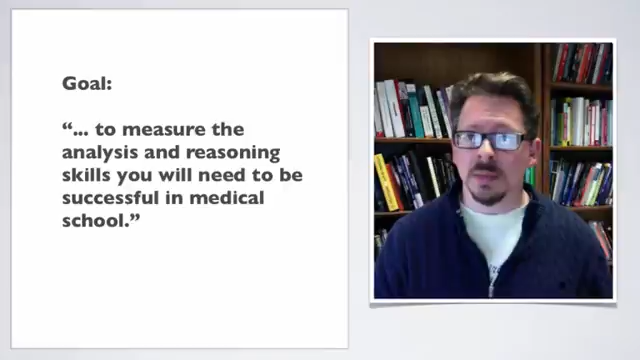 Goal:
“... to measure the
analysis and reasoning
skills you will need to be
successful in medical
school.”